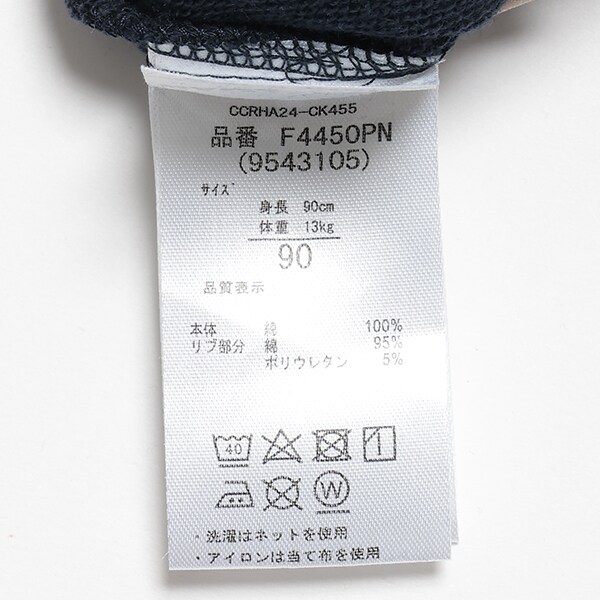 CCRHA24-CK455
品番 F4450PN
(9543105)
サイズ
身長 90cm
体重 13kg
90
品質表示
本体 綿 100%
リブ部分 綿 95%
ポリウレタン 5%
40
W
・洗濯はネットを使用
・アイロンは当て布を使用